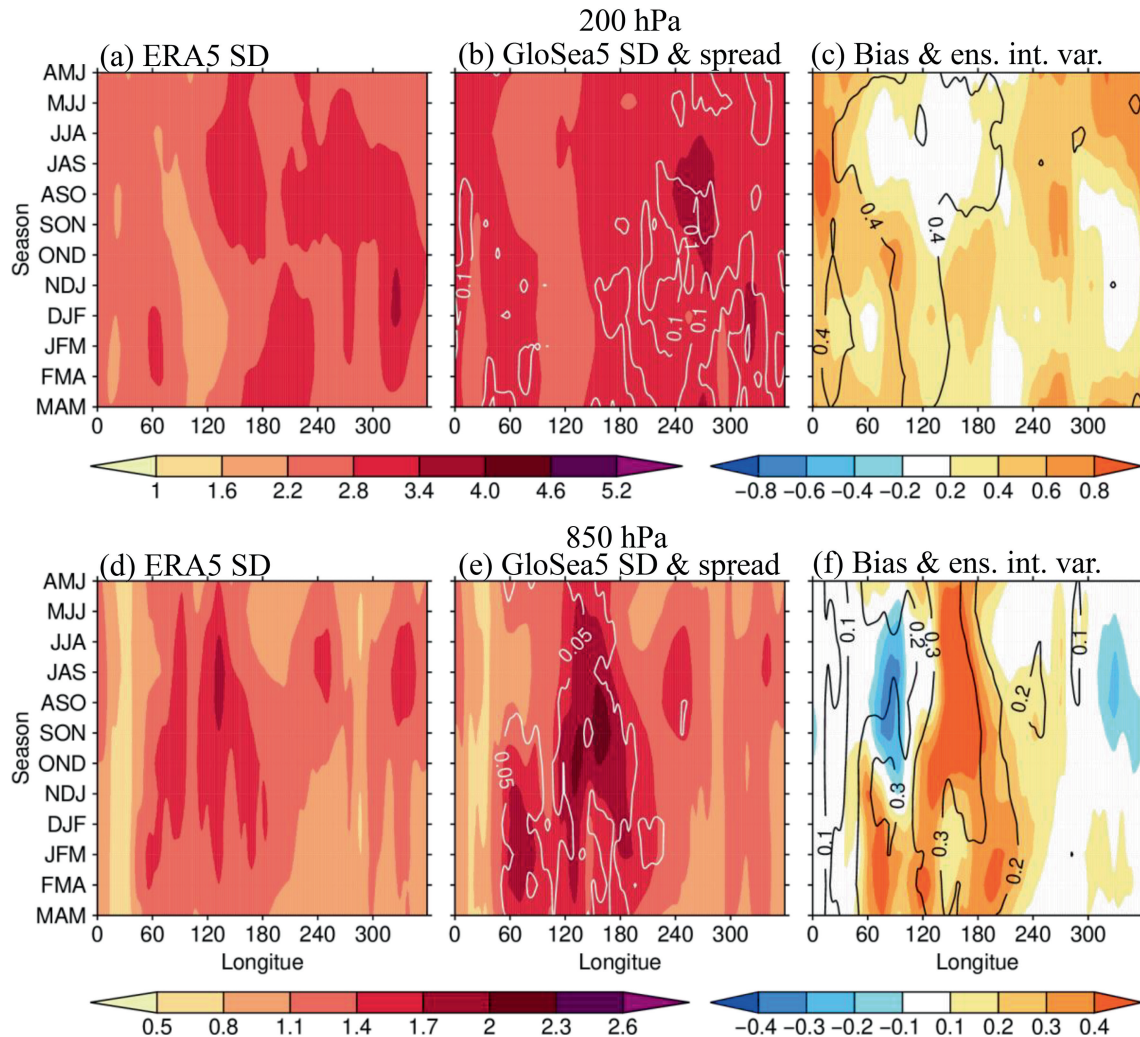 200 hPa
(a) ERA5 SD
(b) GloSea5 SD & spread
(c) Bias & ens. int. var.
Season
AMJ
MJJ
JJA
JAS
ASO
SON
OND
NDJ
DJF
JFM
FMA
MAM
0.1
0.1
0.1
0.1
0.4
0.4
0.4
0 60 120 180 240 300
0 60 120 180 240 300
0 60 120 180 240 300
1 1.6 2.2 2.8 3.4 4.0 4.6 5.2
−0.8 −0.6 −0.4 −0.2 0.2 0.4 0.6 0.8
850 hPa
(d) ERA5 SD
(e) GloSea5 SD & spread
(f) Bias & ens. int. var.
Season
AMJ
MJJ
JJA
JAS
ASO
SON
OND
NDJ
DJF
JFM
FMA
MAM
0.05
0.05
0.1
0.2
0.3
0.1
0.2
0.3
0.1
0.3
0.2
0 60 120 180 240 300
0 60 120 180 240 300
0 60 120 180 240 300
Longitue
Longitue
Longitue
0.5 0.8 1.1 1.4 1.7 2 2.3 2.6
−0.4 −0.3 −0.2 −0.1 0.1 0.2 0.3 0.4